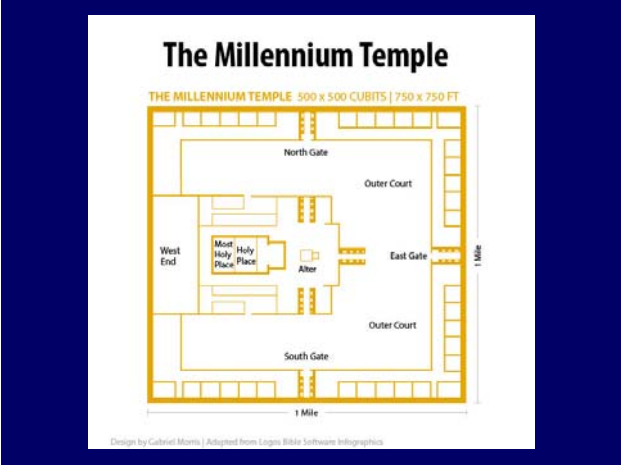 The Millennium Temple
THE MILLENNIUM TEMPLE 500 x 500 CUBITS | 750 x 750 FT
North Gate
Outer Court
West
End
Most
Holy
Place
Holy
Place
Alter
East Gate
1 Mile
Outer Court
South Gate
1 Mile
Design by Gabriel Morris | Adapted from Logos Bible Software Infographics